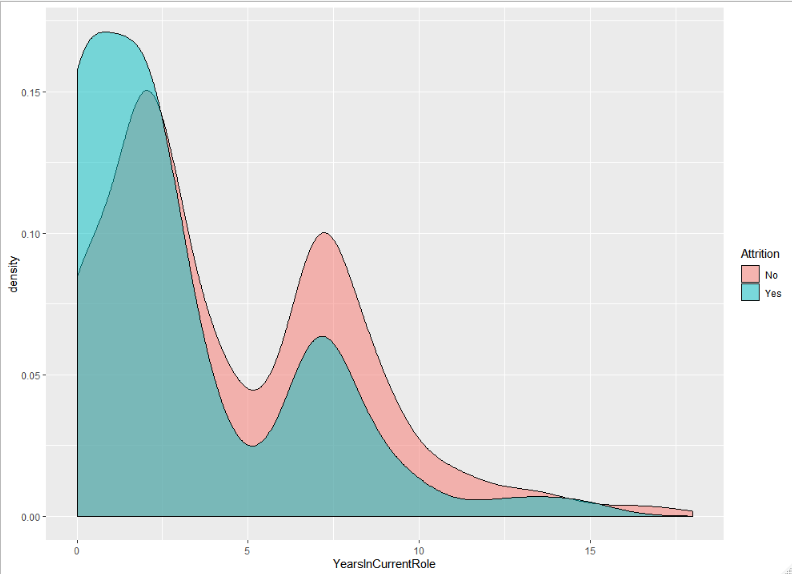 0.15
0.10
0.05
0.00
density
0
5
10
15
YearsInCurrentRole
Attrition
No
Yes